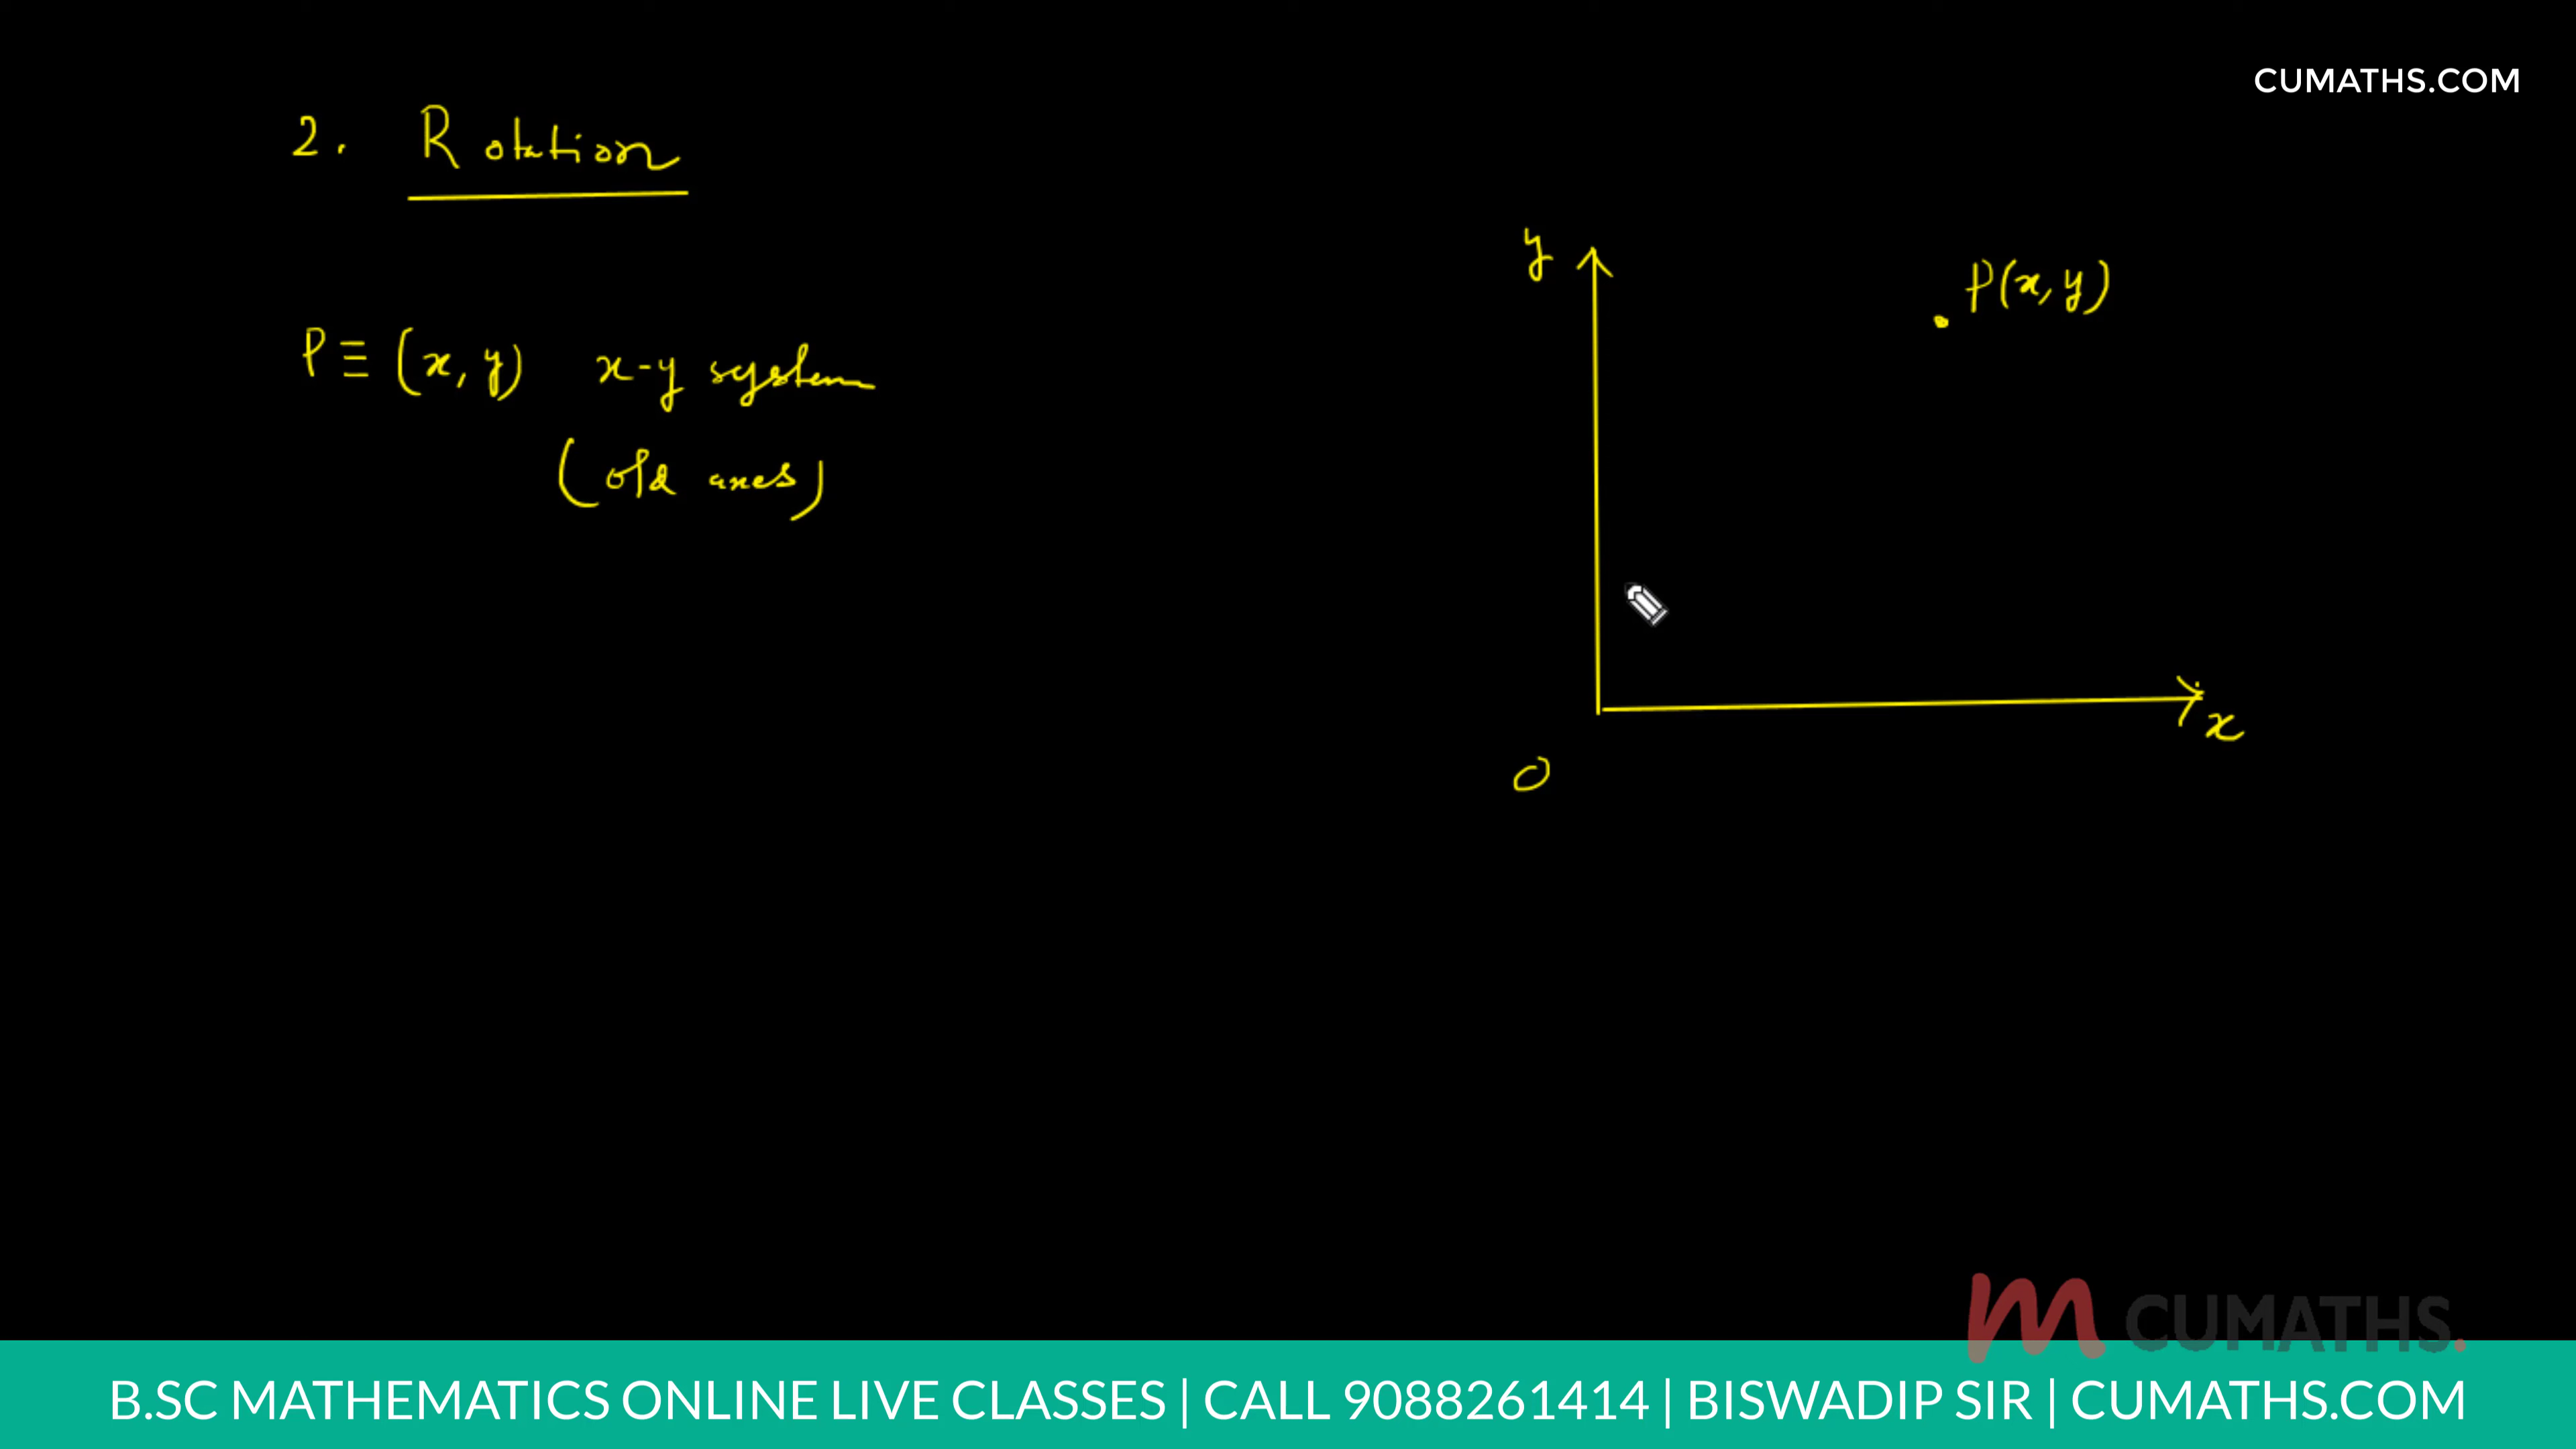 CUMATHS.COM
2. Rotation
y
P(x, y)
P ≡ (x, y) x-y system
(old axes)
x
O
CUMATHS.
B.SC MATHEMATICS ONLINE LIVE CLASSES | CALL 9088261414 | BISWADIP SIR | CUMATHS.COM